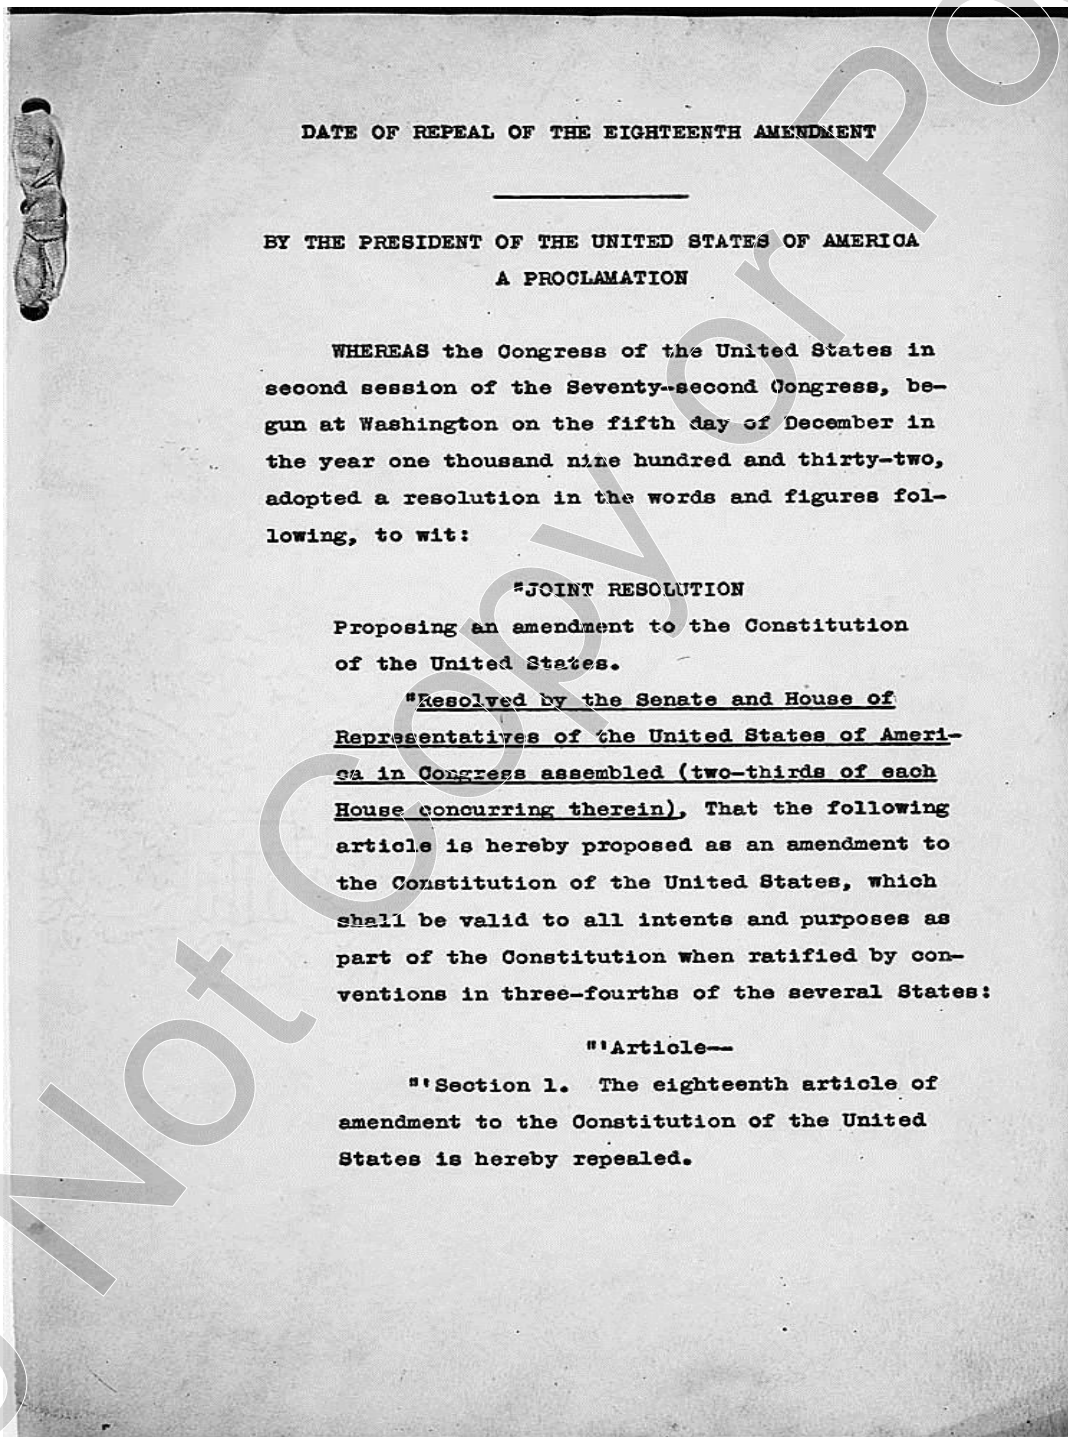 DATE OF REPEAL OF THE EIGHTEENTH AMENDMENT
BY THE PRESIDENT OF THE UNITED STATES OF AMERICA
A PROCLAMATION
WHEREAS the Congress of the United States in
second session of the Seventy-second Congress, be-
gun at Washington on the fifth day of December in
the year one thousand nine hundred and thirty-two,
adopted a resolution in the words and figures fol-
lowing, to wit:
"JOINT RESOLUTION
Proposing an amendment to the Constitution
of the United States.
"Resolved by the Senate and House of
Representatives of the United States of Ameri-
ca in Congress assembled (two-thirds of each
House concurring therein), That the following
article is hereby proposed as an amendment to
the Constitution of the United States, which
shall be valid to all intents and purposes as
part of the Constitution when ratified by con-
ventions in three-fourths of the several States:
"'Article--
"'Section 1. The eighteenth article of
amendment to the Constitution of the United
States is hereby repealed.
Not Copy or Po